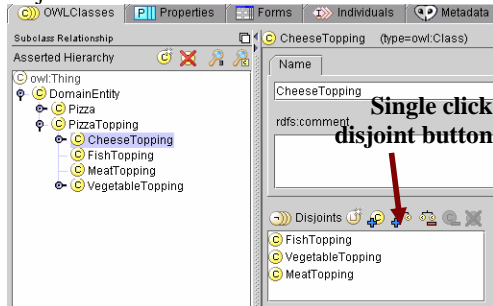 OWLClasses Properties Forms Individuals Metadata
Subclass Relationship
Asserted Hierarchy
owl:Thing
DomainEntity
Pizza
PizzaTopping
CheeseTopping
FishTopping
MeatTopping
VegetableTopping
CheeseTopping (type=owl:Class)
Name
CheeseTopping
rdfs:comment
Single click
disjoint button
Disjoints
FishTopping
VegetableTopping
MeatTopping